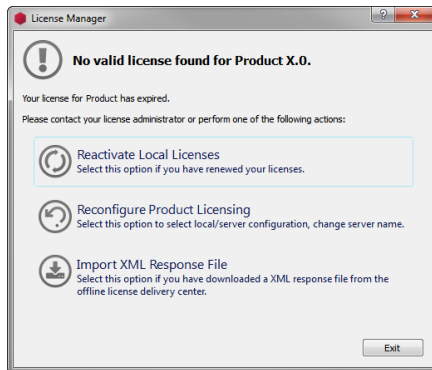 License Manager
No valid license found for Product X.0.
Your license for Product has expired.
Please contact your license administrator or perform one of the following actions:
Reactivate Local Licenses
Select this option if you have renewed your licenses.
Reconfigure Product Licensing
Select this option to select local/server configuration, change server name.
Import XML Response File
Select this option if you have downloaded a XML response file from the
offline license delivery center.
Exit